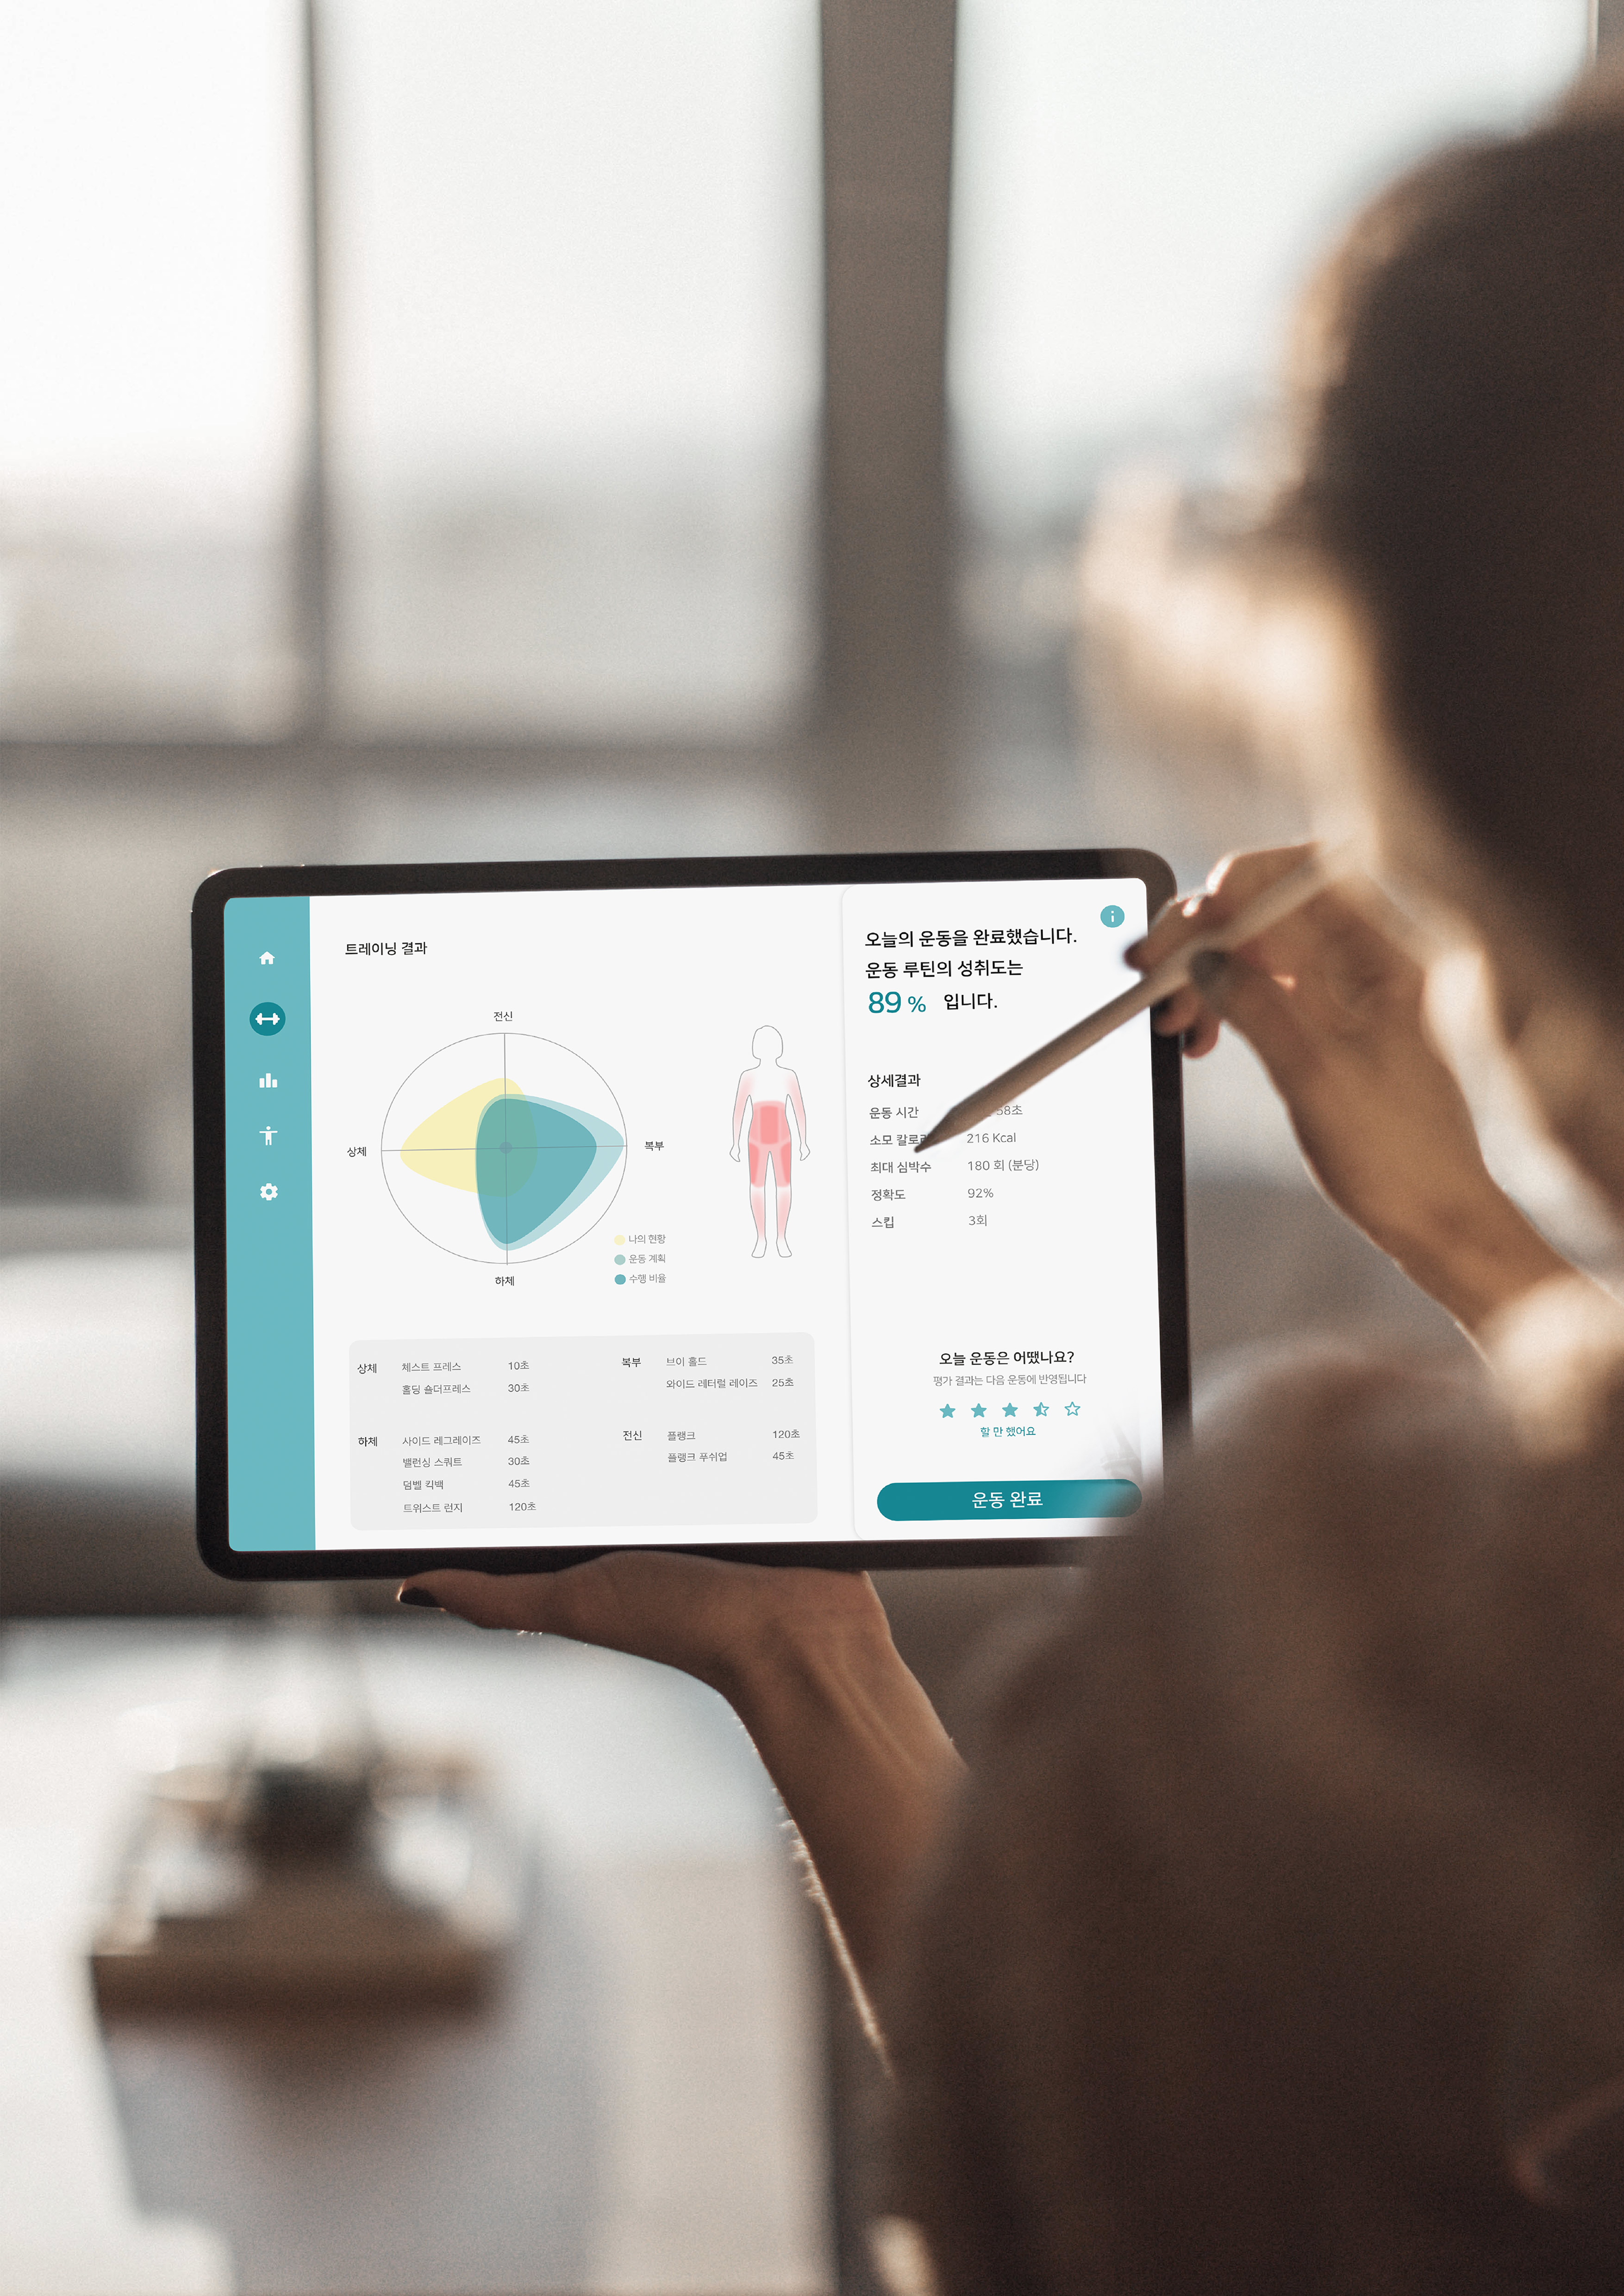 트레이닝 결과
전신
상체
복부
하체
나의 현황
운동 계획
수행 비율
상체 체스트 프레스 10초
홀딩 숄더프레스 30초
하체 사이드 레그레이즈 45초
밸런싱 스쿼트 30초
덤벨 킥백 45초
트위스트 런지 120초
복부 브이 홀드 35초
와이드 레터럴 레이즈 25초
전신 플랭크 120초
플랭크 푸쉬업 45초
오늘의 운동을 완료했습니다.
운동 루틴의 성취도는
89 % 입니다.
상세결과
운동 시간 58초
소모 칼로리 216 Kcal
최대 심박수 180 회 (분당)
정확도 92%
스킵 3회
오늘 운동은 어땠나요?
평가 결과는 다음 운동에 반영됩니다
할 만 했어요
운동 완료